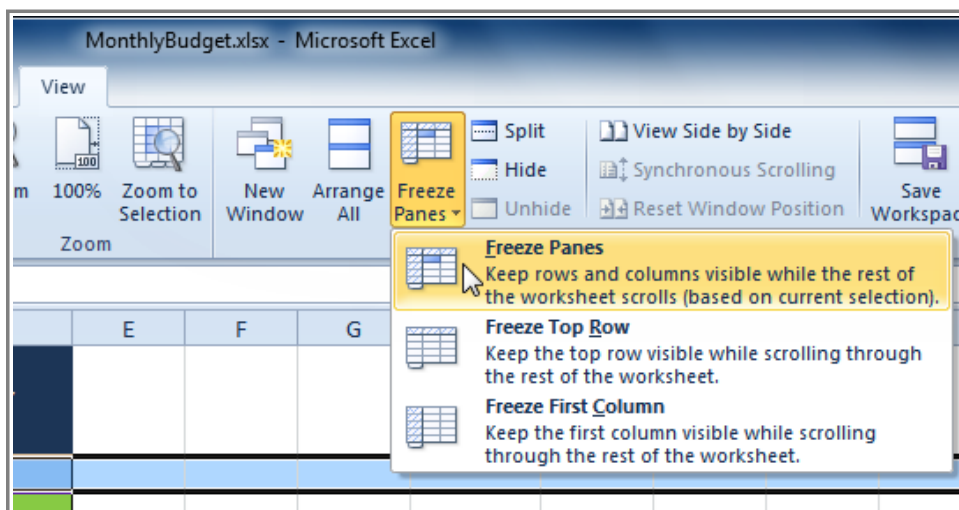 MonthlyBudget.xlsx - Microsoft Excel
View
100
100%
Zoom to
Selection
New
Window
Arrange
All
Freeze
Panes
Split
Hide
Unhide
View Side by Side
Synchronous Scrolling
Reset Window Position
Save
Zoom
Freeze Panes
Keep rows and columns visible while the rest of
the worksheet scrolls (based on current selection).
Freeze Top Row
Keep the top row visible while scrolling through
the rest of the worksheet.
Freeze First Column
Keep the first column visible while scrolling
through the rest of the worksheet.
E F G